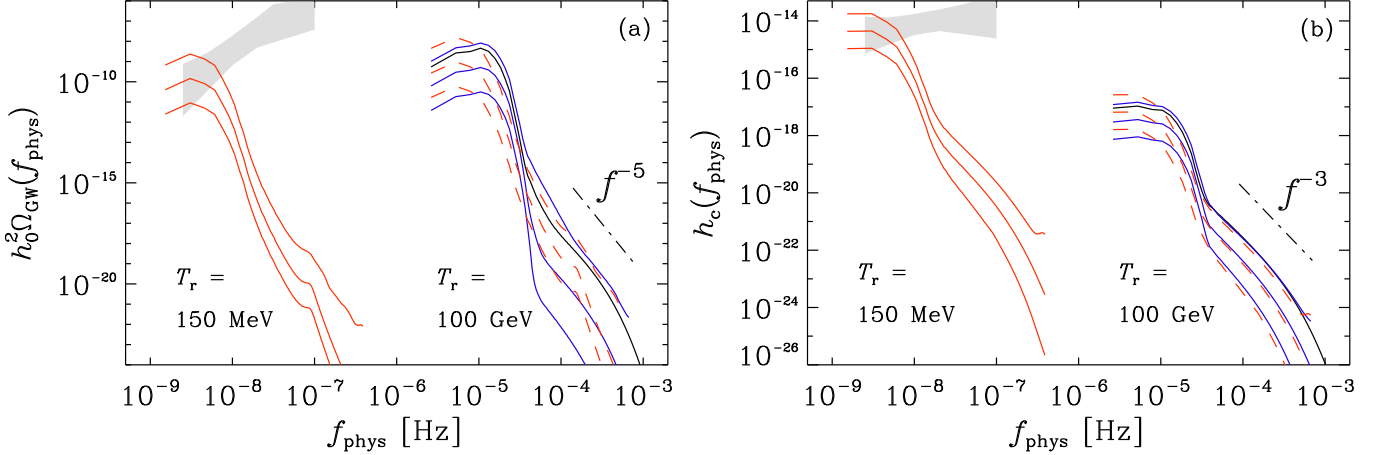 (a)
h₀²Ω_GW(f_phys)
10⁻¹⁰
10⁻¹⁵
10⁻²⁰
f⁻⁵
T_r =
150 MeV
T_r =
100 GeV
10⁻⁹ 10⁻⁸ 10⁻⁷ 10⁻⁶ 10⁻⁵ 10⁻⁴ 10⁻³
f_phys [Hz]
(b)
h_c(f_phys)
10⁻¹⁴
10⁻¹⁶
10⁻¹⁸
10⁻²⁰
10⁻²²
10⁻²⁴
10⁻²⁶
f⁻³
T_r =
150 MeV
T_r =
100 GeV
10⁻⁹ 10⁻⁸ 10⁻⁷ 10⁻⁶ 10⁻⁵ 10⁻⁴ 10⁻³
f_phys [Hz]